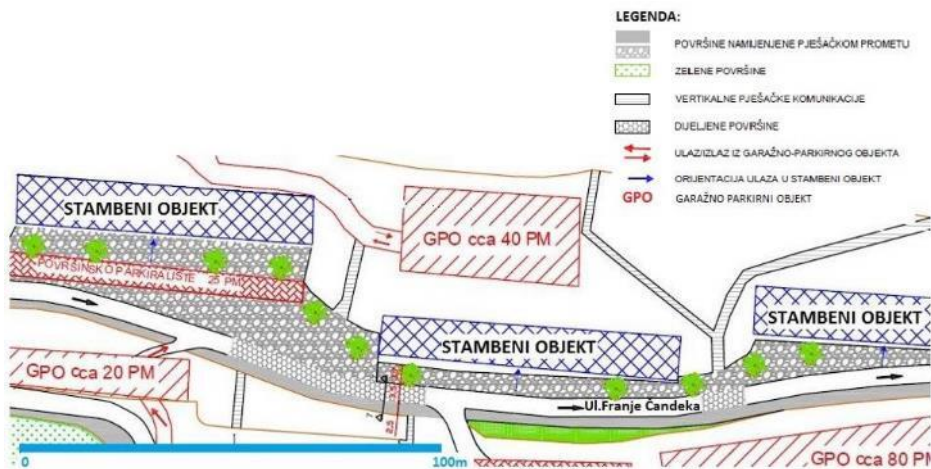 LEGENDA:
POVRŠINE NAMIJENJENE PJEŠAČKOM PROMETU
ZELENE POVRŠINE
VERTIKALNE PJEŠAČKE KOMUNIKACIJE
DIJELJENE POVRŠINE
ULAZ/IZLAZ IZ GARAŽNO-PARKIRNOG OBJEKTA
ORIJENTACIJA ULAZA U STAMBENI OBJEKT
GPO GARAŽNO PARKIRNI OBJEKT
STAMBENI OBJEKT
GPO cca 40 PM
POVRŠINSKO PARKIRALIŠTE 25 PM
STAMBENI OBJEKT
STAMBENI OBJEKT
GPO cca 20 PM
Ul.Franje Čandeka
GPO cca 80 PM
0 100m